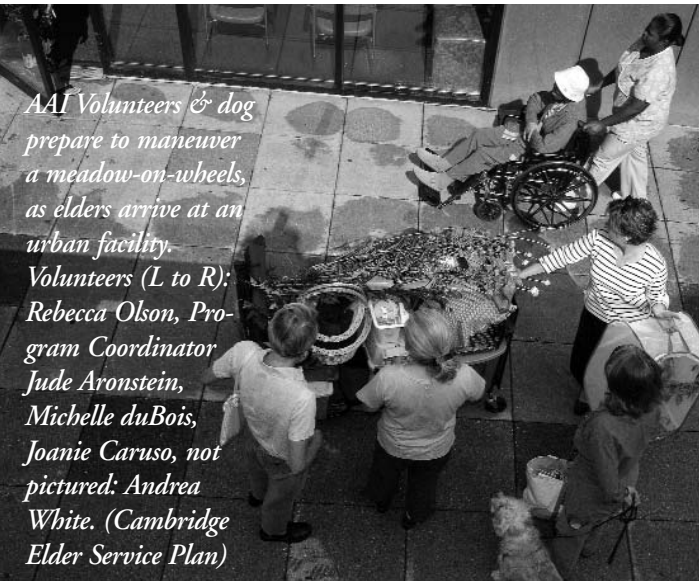 AAI Volunteers & dog
prepare to maneuver
a meadow-on-wheels,
as elders arrive at an
urban facility.
Volunteers (L to R):
Rebecca Olson, Pro-
gram Coordinator
Jude Aronstein,
Michelle duBois,
Joanie Caruso, not
pictured: Andrea
White. (Cambridge
Elder Service Plan)